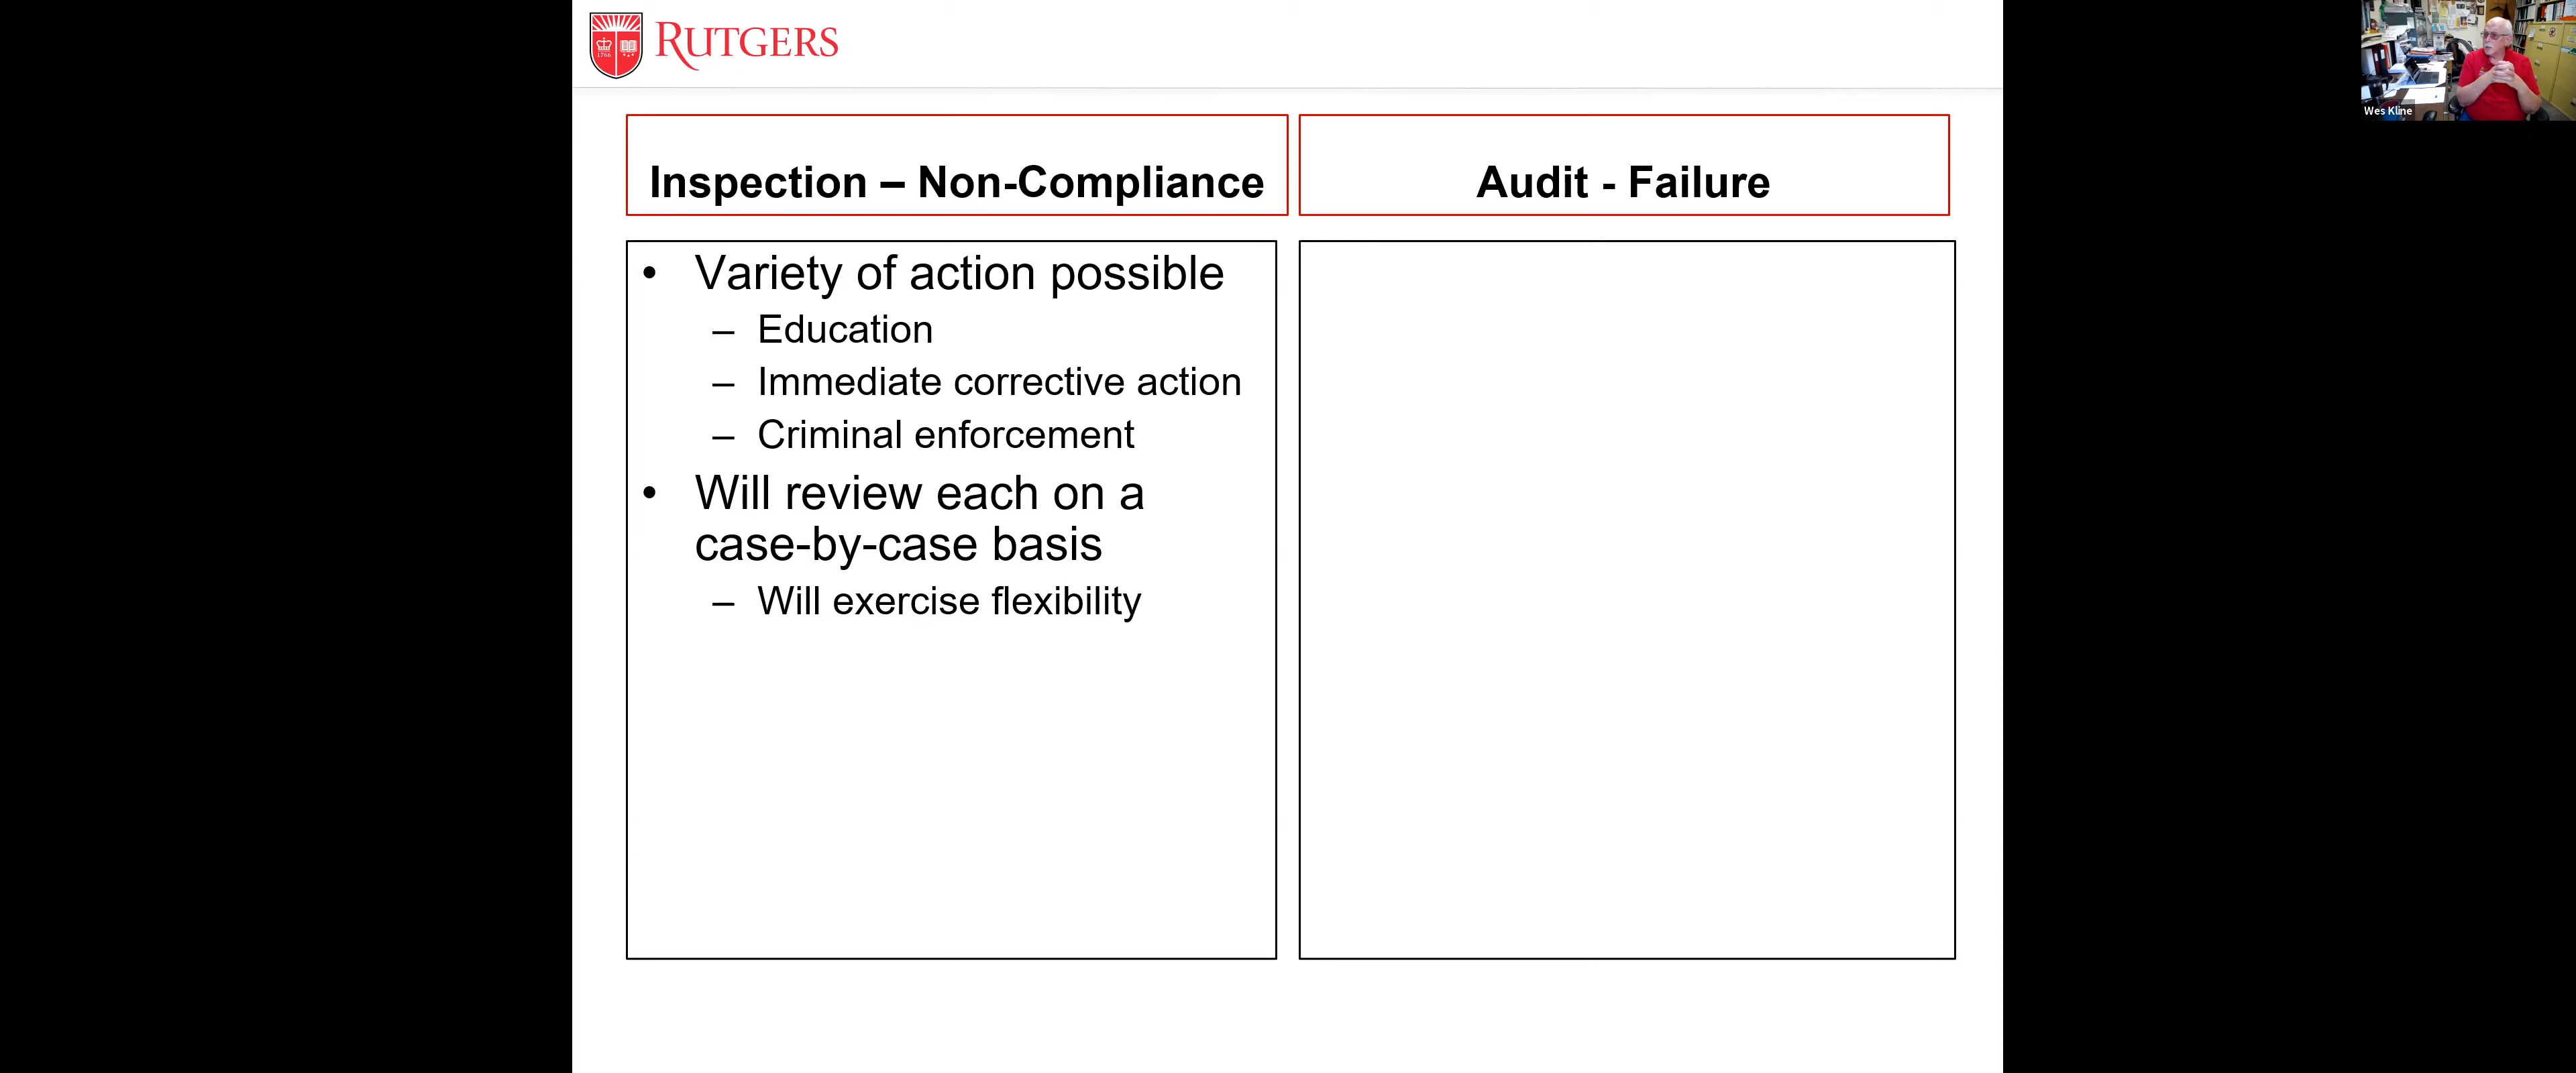 1766
RUTGERS
Wes Kline
Inspection – Non-Compliance
Audit - Failure
• Variety of action possible
– Education
– Immediate corrective action
– Criminal enforcement
• Will review each on a
case-by-case basis
– Will exercise flexibility